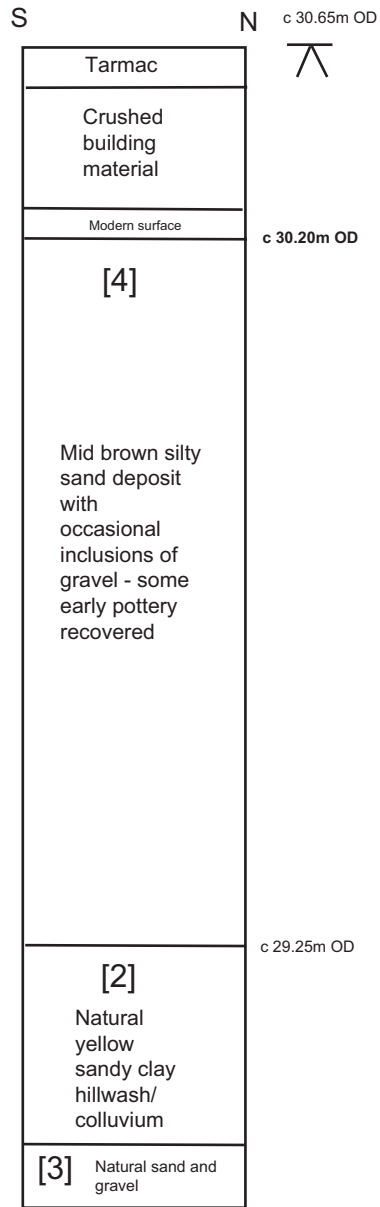 S
N
c 30.65m OD
Tarmac
Crushed
building
material
Modern surface
c 30.20m OD
[4]
Mid brown silty
sand deposit
with
occasional
inclusions of
gravel - some
early pottery
recovered
c 29.25m OD
[2]
Natural
yellow
sandy clay
hillwash/
colluvium
[3]
Natural sand and
gravel